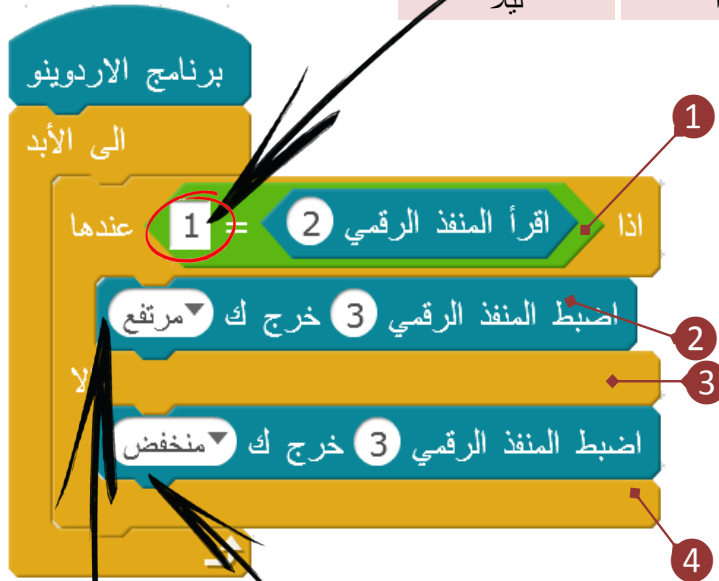 ليلا
برنامج الاردوينو
الى الأبد
1
اذا اقرأ المنفذ الرقمي 2 = 1 عندها
اضبط المنفذ الرقمي 3 خرج ك مرتفع
2
3
اضبط المنفذ الرقمي 3 خرج ك منخفض
4